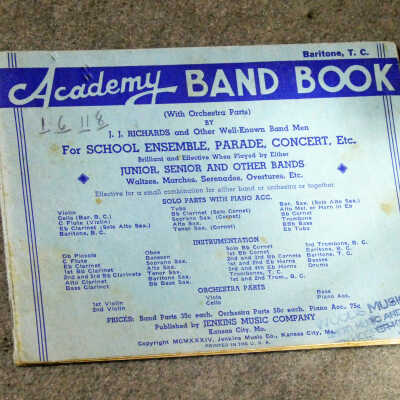 Baritone, T. C.
Academy BAND BOOK
(With Orchestra Parts)
BY
J. J. RICHARDS and Other Well-Known Band Men
For SCHOOL ENSEMBLE, PARADE, CONCERT, Etc.
Brilliant and Effective When Played by Either
JUNIOR, SENIOR AND OTHER BANDS
Waltzes, Marches, Serenades, Overtures, Etc.
Effective for a small combination for either band or orchestra or together.
SOLO PARTS WITH PIANO ACC.
Violin
Cello (Bar. B. C.)
C Flute (Violin)
Eb Clarinet (Solo Alto Sax.)
Baritone, B. C.
Tuba
Bb Clarinet (Solo Cornet)
Soprano Sax. (Cornet)
Alto Sax.
Tenor Sax. (Cornet)
Bar. Sax. (Solo Alto Sax.)
Alto Mel. or Horn in Eb
Bb Cornet
Trombone
BBb Bass
Eb Tuba
INSTRUMENTATION
Db Piccolo
C Flute
Eb Clarinet
1st Bb Clarinet
2nd and 3rd Bb Clarinets
Alto Clarinet
Bass Clarinet
Oboe
Bassoon
Soprano Sax.
Alto Sax.
Tenor Sax.
Baritone Sax.
Bb Bass Sax.
Solo Bb Cornet
1st Bb Cornet
2nd and 3rd Bb Cornets
1st and 2nd Eb Horns
3rd and 4th Eb Horns
Trombone, T. C.
1st and 2nd Trom., B. C.
3rd Trombone, B. C.
Baritone, B. C.
Baritone, T. C.
Basses
Drums
ORCHESTRA PARTS
1st Violin
2nd Violin
Viola
Cello
Bass
Piano Acc.
PRICES: Band Parts 35c each. Orchestra Parts 50c each, Piano Acc. 75c
Published by JENKINS MUSIC COMPANY
Kansas City, Mo.
Copyright MCMXXXIV, Jenkins Music Co., Kansas City, Mo.
PRINTED IN THE U. S. A.
MUSIC